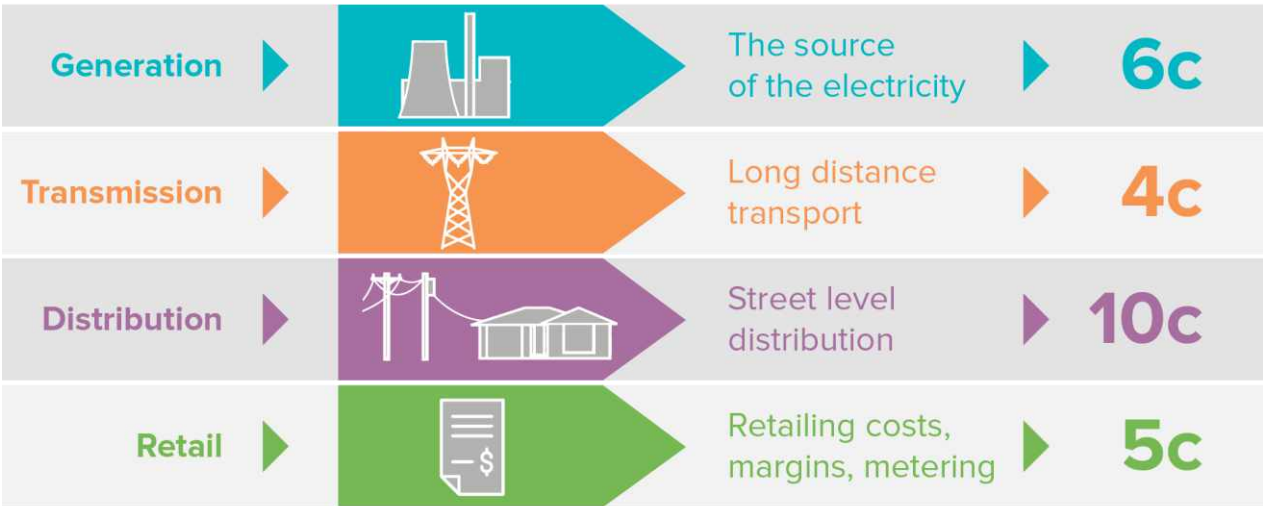 Generation
The source
of the electricity
6c
Transmission
Long distance
transport
4c
Distribution
Street level
distribution
10c
Retail
$
Retailing costs,
margins, metering
5c